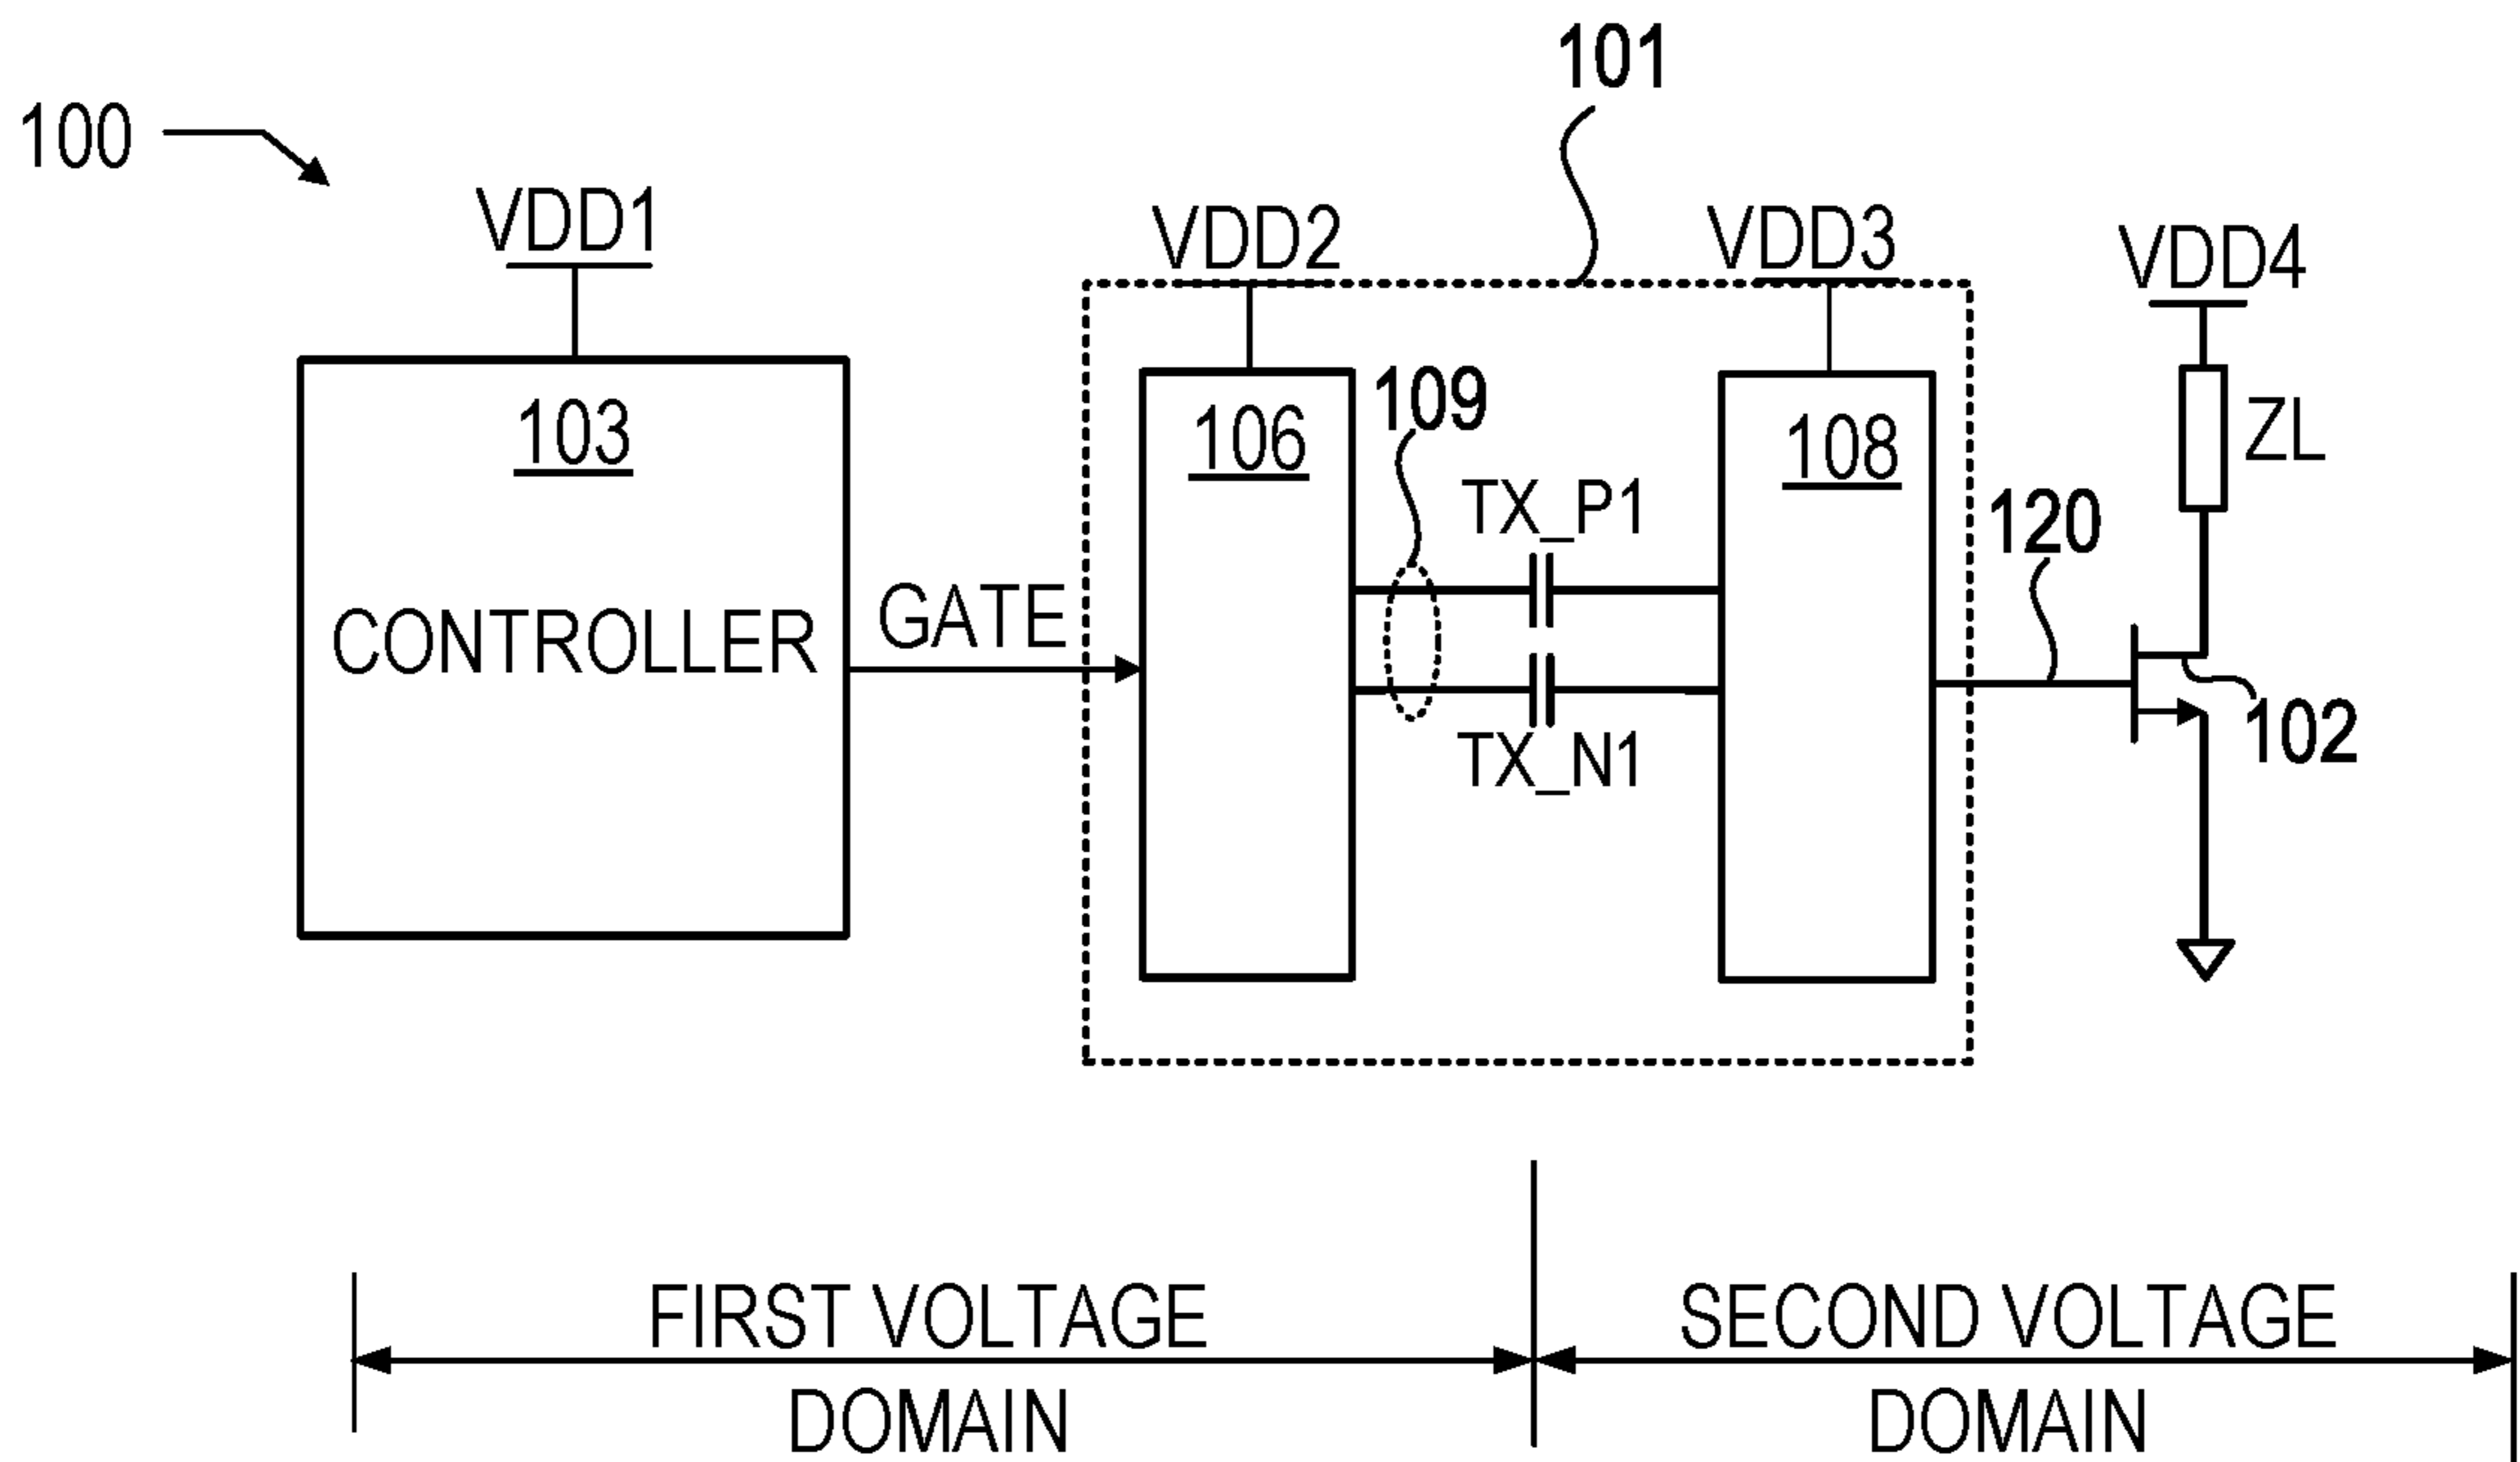 101
100
VDD1
VDD2
VDD3
VDD4
103
106
109
108
ZL
TX_P1
120
GATE
CONTROLLER
102
TX_N1
FIRST VOLTAGE
DOMAIN
SECOND VOLTAGE
DOMAIN